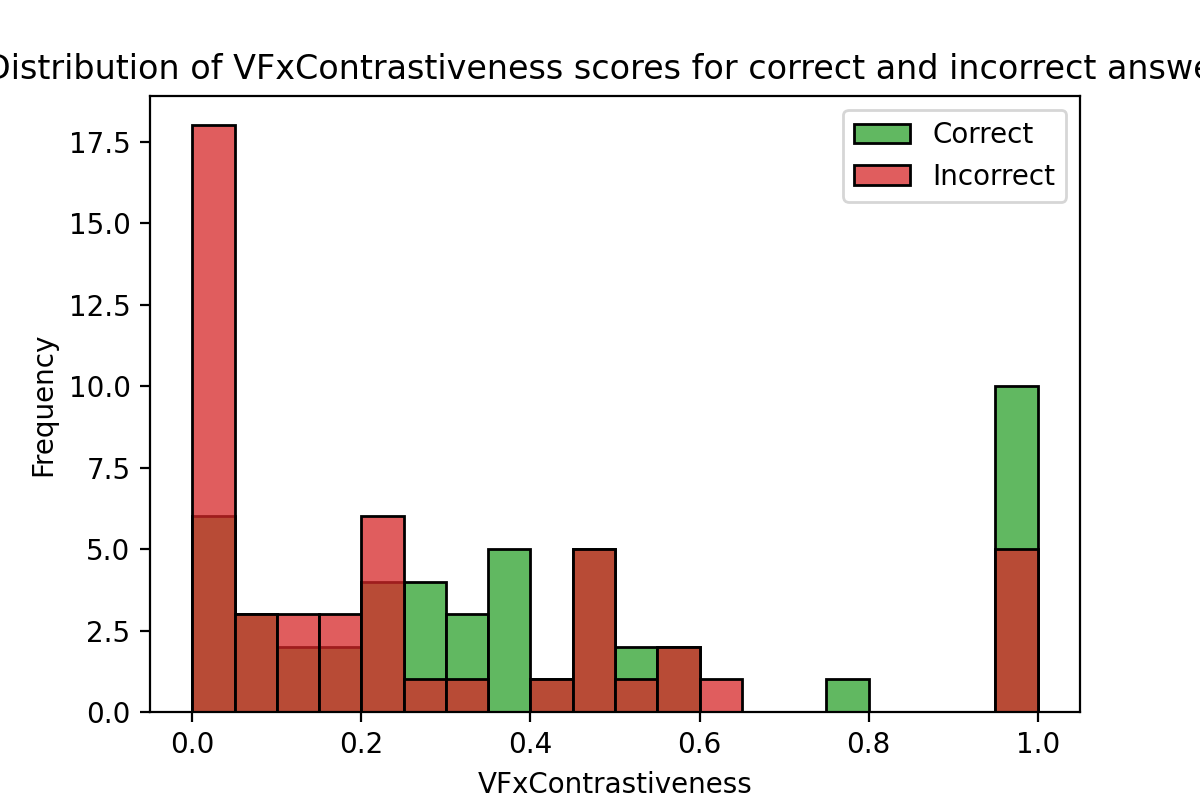 Distribution of VFxContrastiveness scores for correct and incorrect answe
Correct
Incorrect
17.5
15.0
12.5
10.0
7.5
5.0
2.5
0.0
Frequency
0.0 0.2 0.4 0.6 0.8 1.0
VFxContrastiveness